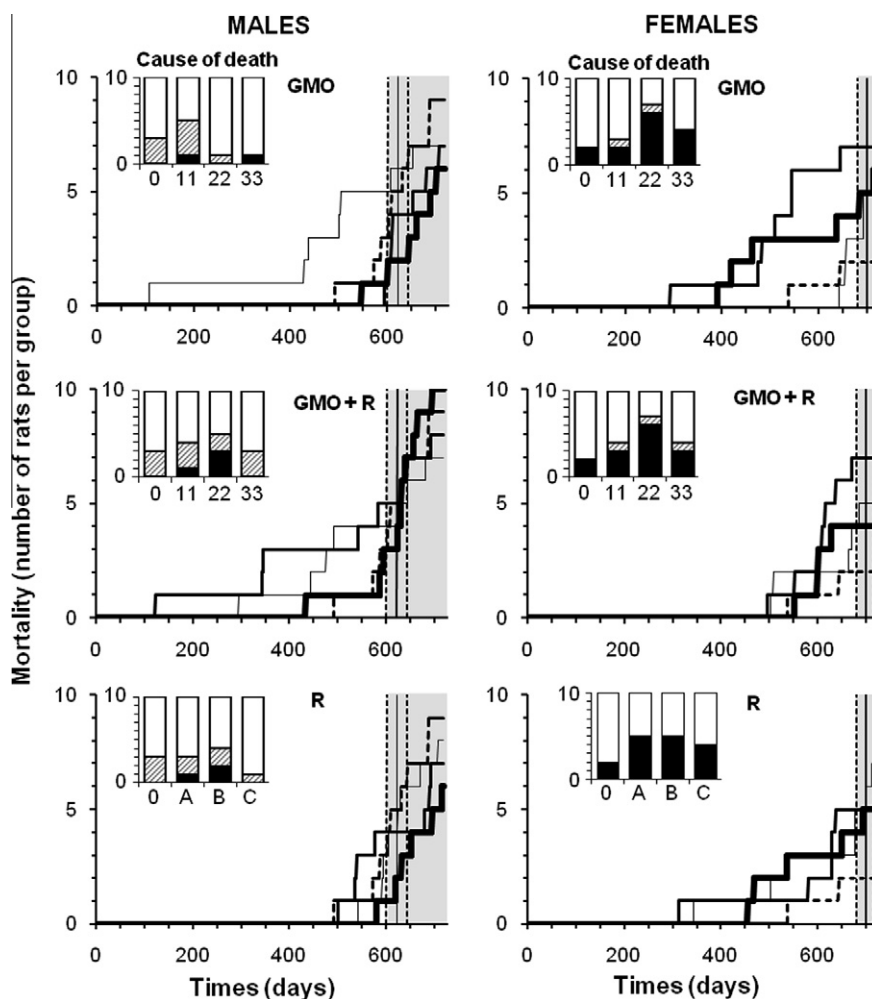 MALES
FEMALES
Mortality (number of rats per group)
Cause of death
GMO
10
0
0 11 22 33
10
5
0
0 200 400 600
Cause of death
GMO
10
0
0 11 22 33
10
5
0
0 200 400 600
GMO + R
10
0
0 11 22 33
10
5
0
0 200 400 600
GMO + R
10
0
0 11 22 33
10
5
0
0 200 400 600
R
10
0
0 A B C
10
5
0
0 200 400 600
Times (days)
R
10
0
0 A B C
10
5
0
0 200 400 600
Times (days)